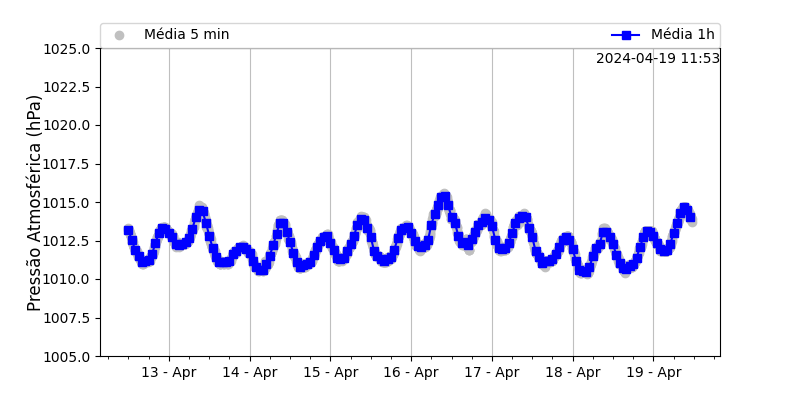 Média 5 min
Média 1h
2024-04-19 11:53
Pressão Atmosférica (hPa)
1025.0
1022.5
1020.0
1017.5
1015.0
1012.5
1010.0
1007.5
1005.0
13 - Apr
14 - Apr
15 - Apr
16 - Apr
17 - Apr
18 - Apr
19 - Apr